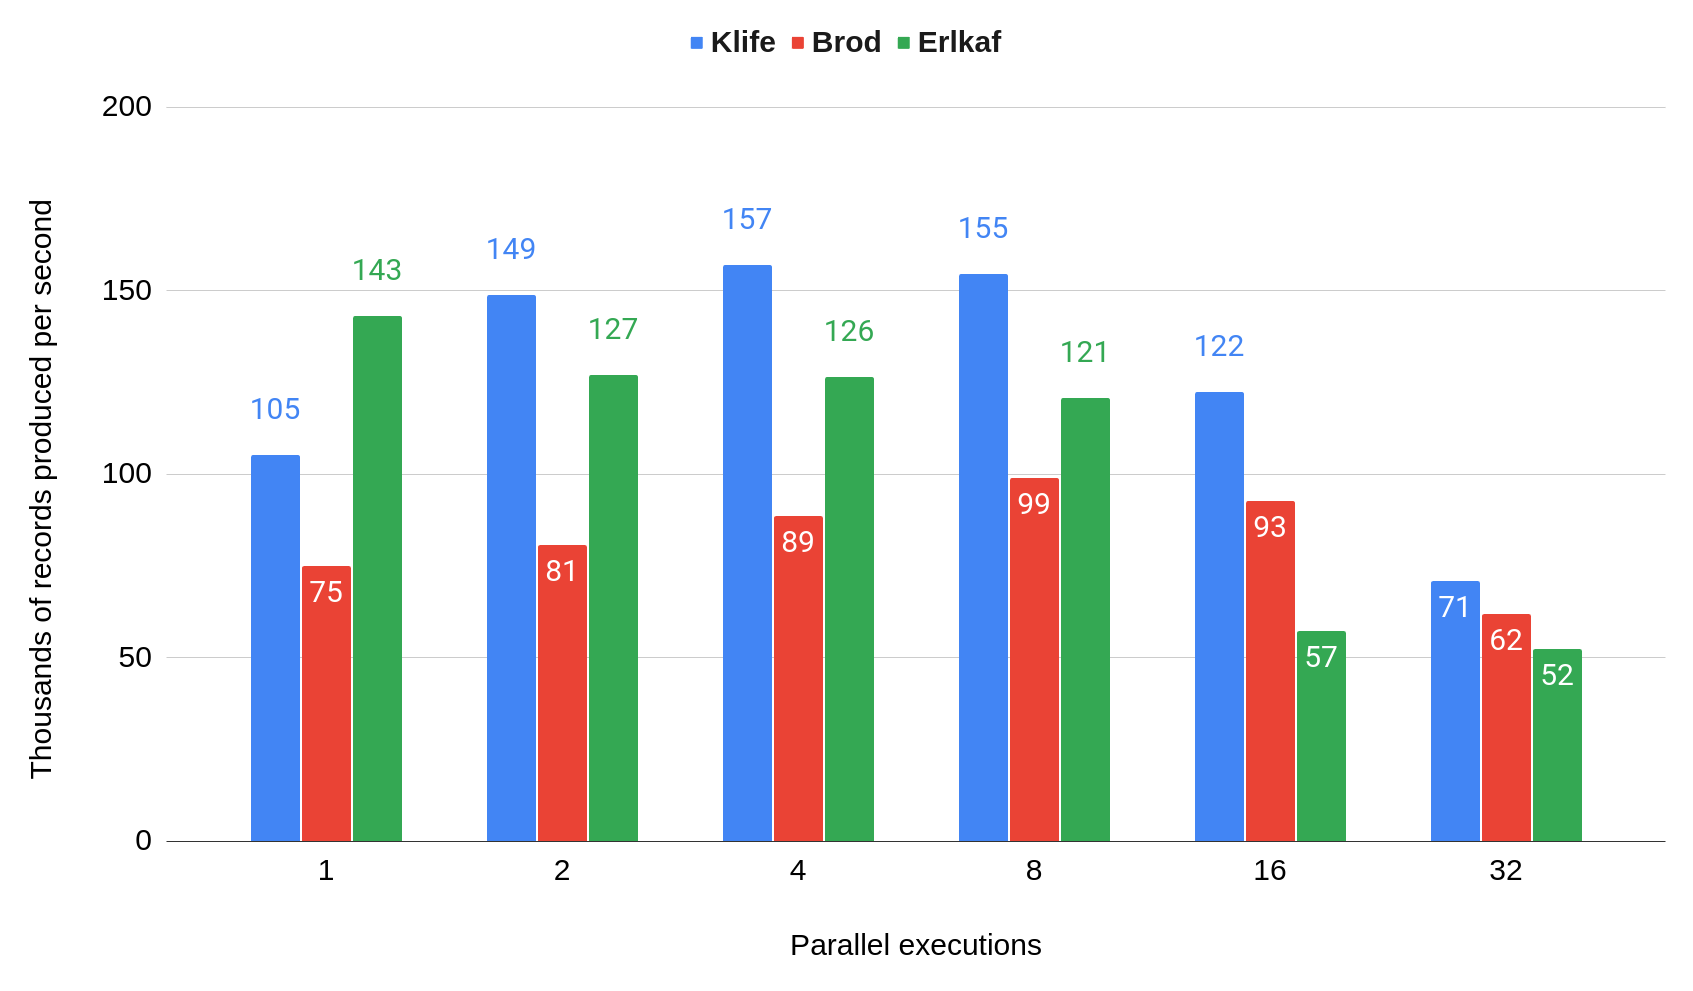 Klife Brod Erlkaf
Thousands of records produced per second
200
150
100
50
0
105 75 143
149 81 127
157 89 126
155 99 121
122 93 57
71 62 52
1 2 4 8 16 32
Parallel executions